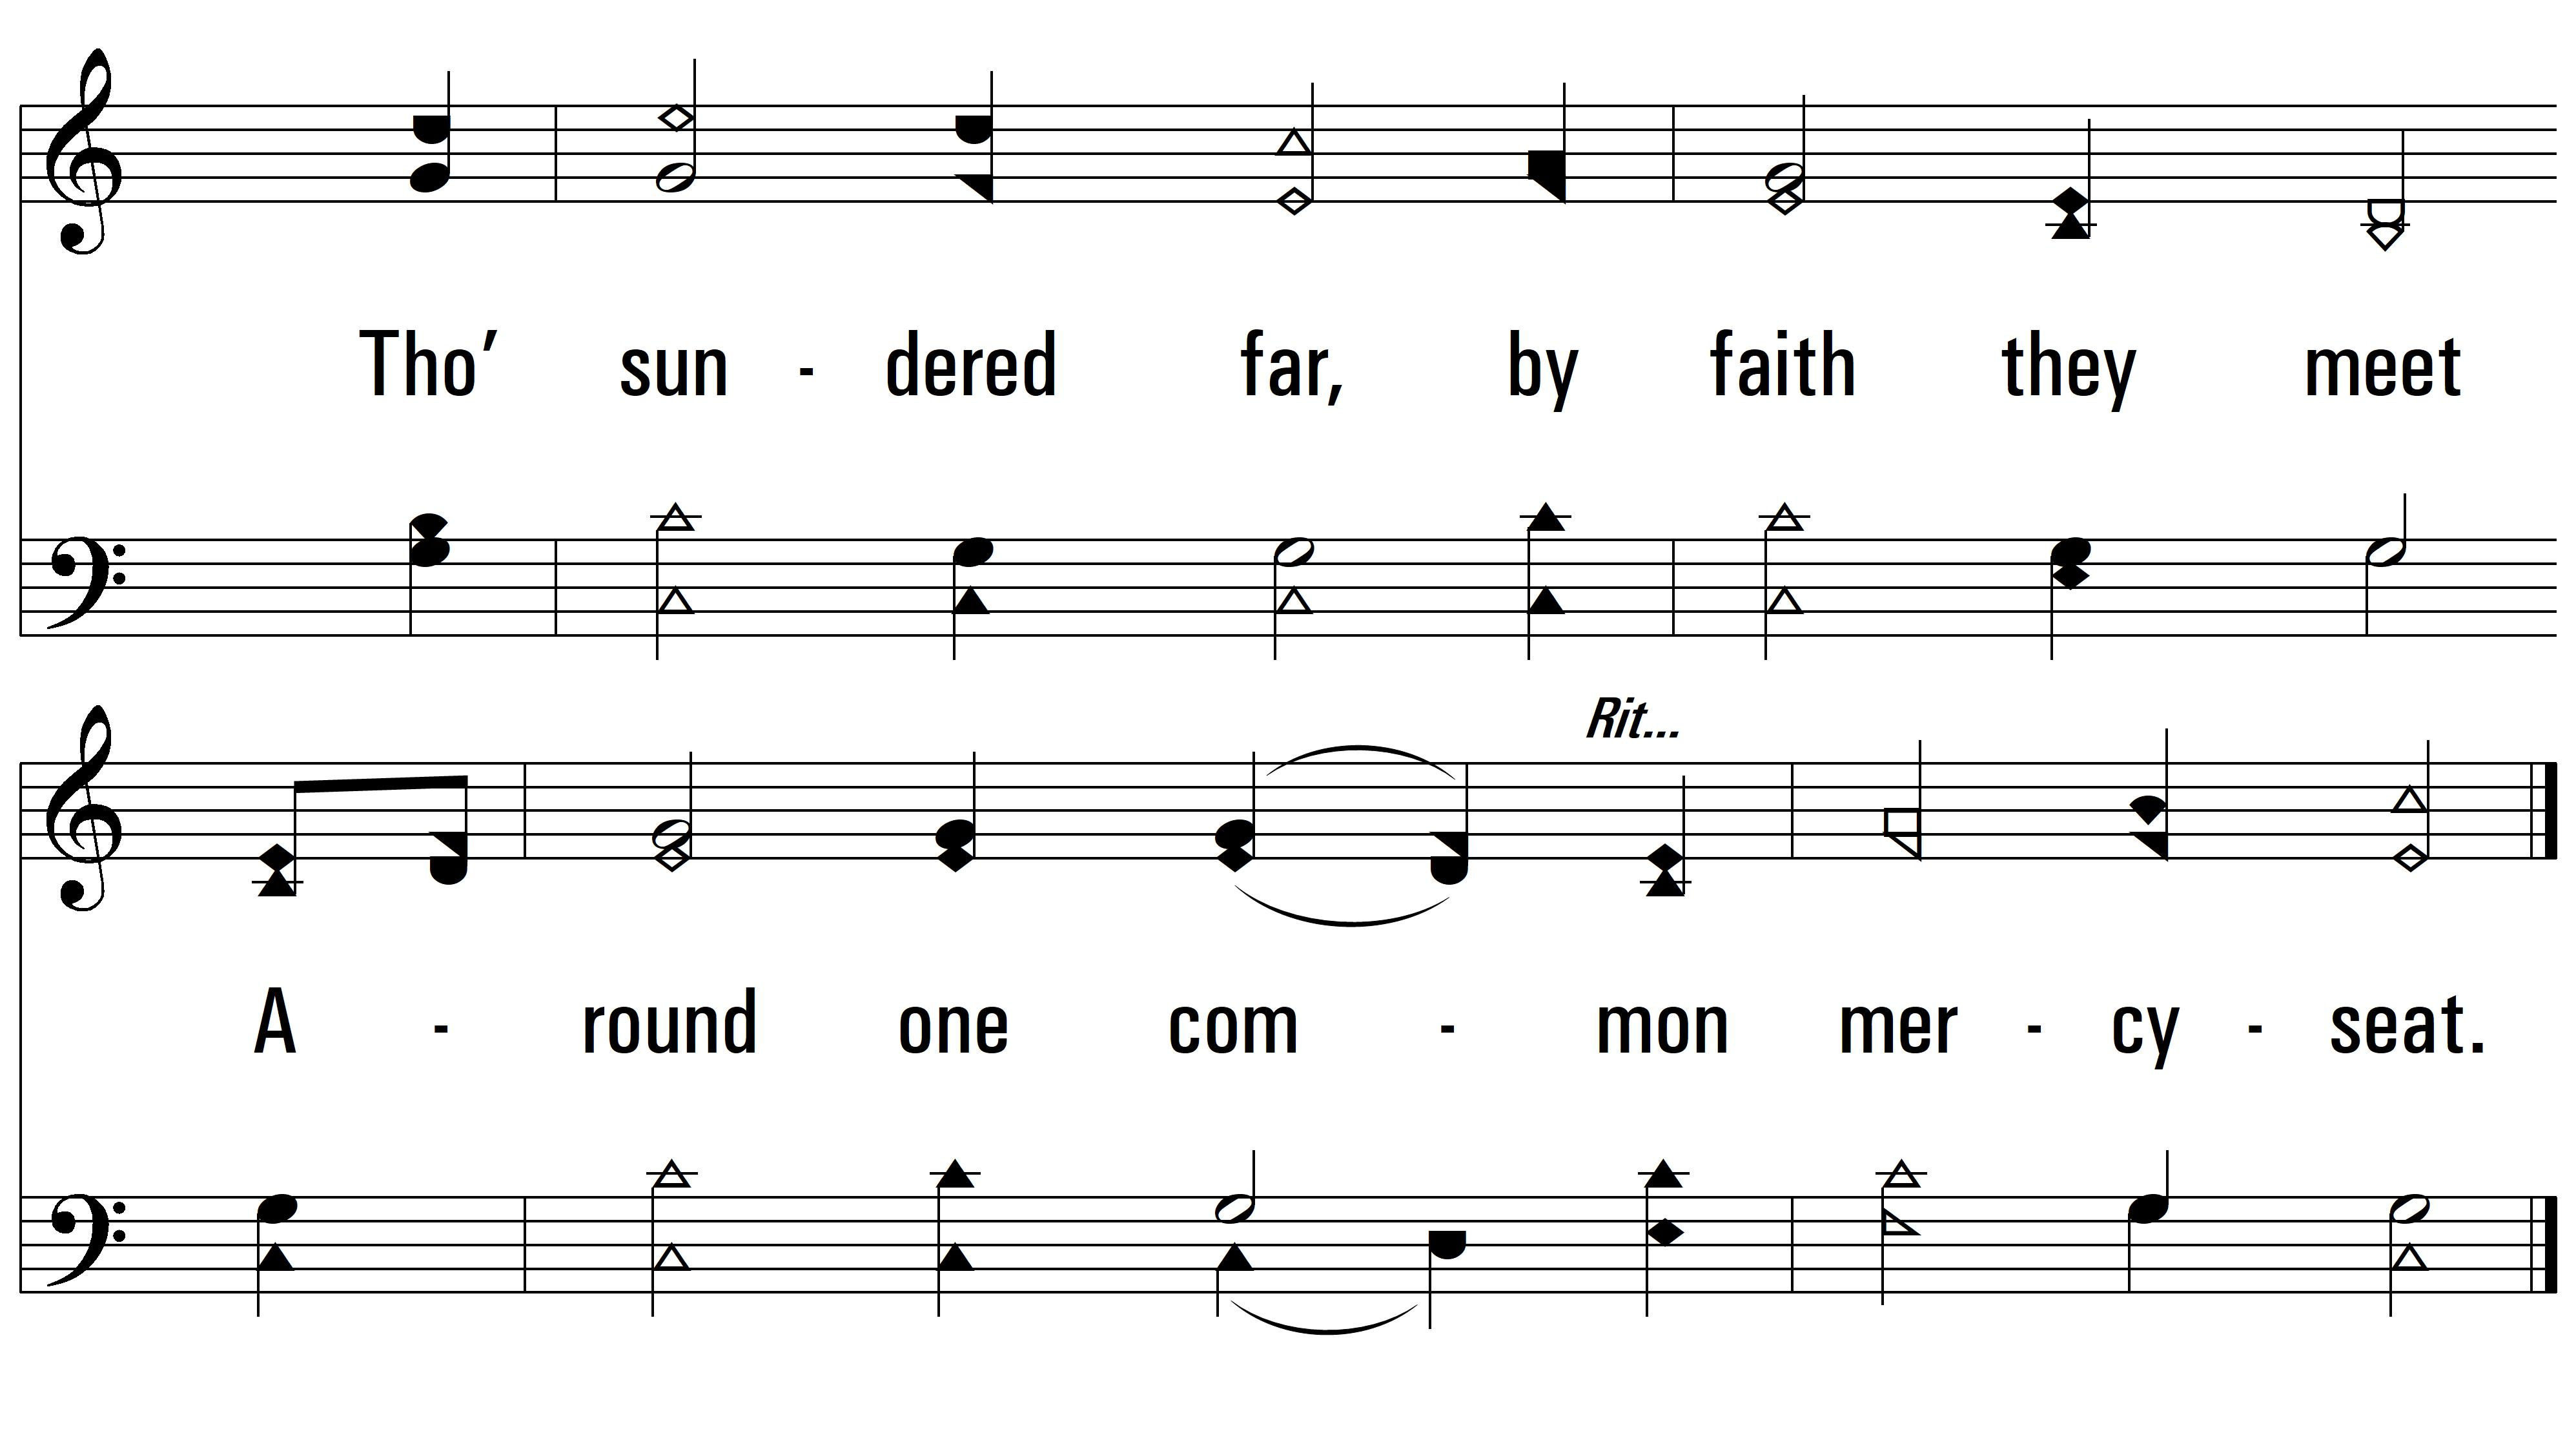 Tho’ sun - dered far, by faith they meet
Rit...
A - round one com - mon mer - cy - seat.